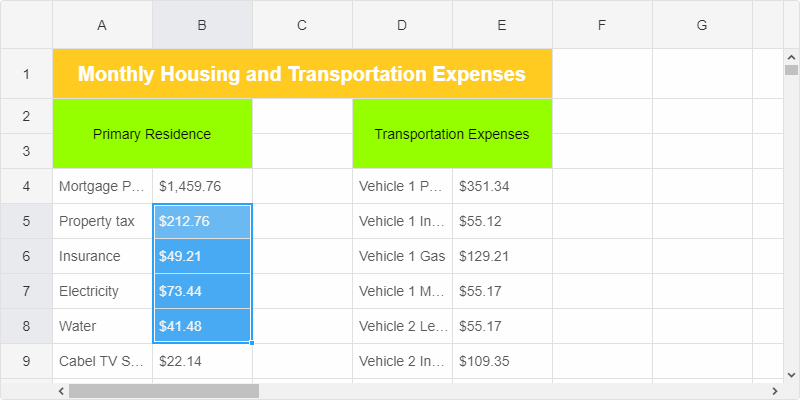 A B C D E F G
1 Monthly Housing and Transportation Expenses
2
Primary Residence Transportation Expenses
3
4 Mortgage P... $1,459.76 Vehicle 1 P... $351.34
5 Property tax $212.76 Vehicle 1 In... $55.12
6 Insurance $49.21 Vehicle 1 Gas $129.21
7 Electricity $73.44 Vehicle 1 M... $55.17
8 Water $41.48 Vehicle 2 Le... $55.17
9 Cabel TV S... $22.14 Vehicle 2 In... $109.35